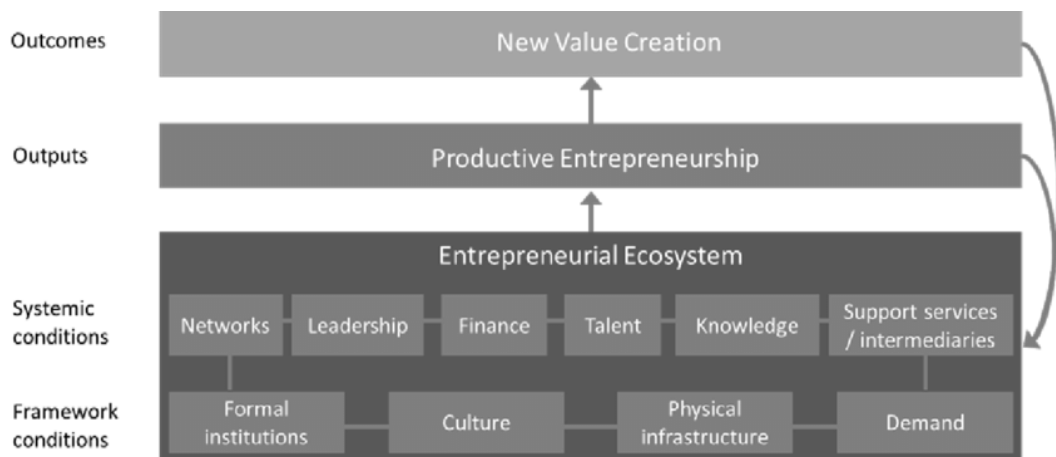 Outcomes
New Value Creation
Outputs
Productive Entrepreneurship
Entrepreneurial Ecosystem
Systemic
conditions
Networks
Leadership
Finance
Talent
Knowledge
Support services
/ intermediaries
Framework
conditions
Formal
institutions
Culture
Physical
infrastructure
Demand